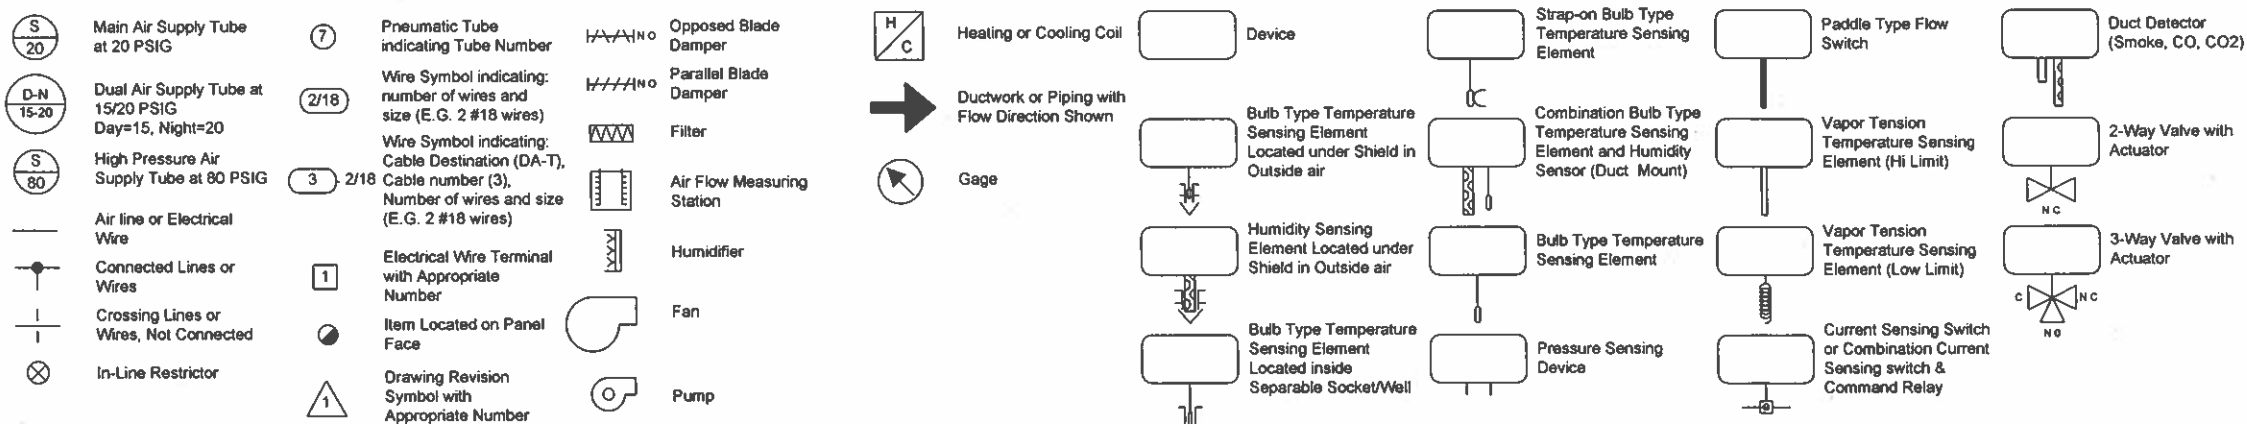 S
20
Main Air Supply Tube
at 20 PSIG
D-N
15-20
Dual Air Supply Tube at
15/20 PSIG
Day=15, Night=20
S
80
High Pressure Air
Supply Tube at 80 PSIG
Air line or Electrical
Wire
Connected Lines or
Wires
Crossing Lines or
Wires, Not Connected
In-Line Restrictor
7
Pneumatic Tube
indicating Tube Number
2/18
Wire Symbol indicating:
number of wires and
size (E.G. 2 #18 wires)
3
2/18
Wire Symbol indicating:
Cable Destination (DA-T),
Cable number (3),
Number of wires and size
(E.G. 2 #18 wires)
1
Electrical Wire Terminal
with Appropriate
Number
Item Located on Panel
Face
1
Drawing Revision
Symbol with
Appropriate Number
NO
Opposed Blade
Damper
NO
Parallel Blade
Damper
Filter
Air Flow Measuring
Station
Humidifier
Fan
Pump
H
C
Heating or Cooling Coil
Ductwork or Piping with
Flow Direction Shown
Gage
Device
Bulb Type Temperature
Sensing Element
Located under Shield in
Outside air
Humidity Sensing
Element Located under
Shield in Outside air
Bulb Type Temperature
Sensing Element
Located inside
Separable Socket/Well
Strap-on Bulb Type
Temperature Sensing
Element
Combination Bulb Type
Temperature Sensing
Element and Humidity
Sensor (Duct Mount)
Bulb Type Temperature
Sensing Element
Pressure Sensing
Device
Paddle Type Flow
Switch
Vapor Tension
Temperature Sensing
Element (Hi Limit)
Vapor Tension
Temperature Sensing
Element (Low Limit)
Current Sensing Switch
or Combination Current
Sensing switch &
Command Relay
Duct Detector
(Smoke, CO, CO2)
2-Way Valve with
Actuator
NC
3-Way Valve with
Actuator
C
NC
NO